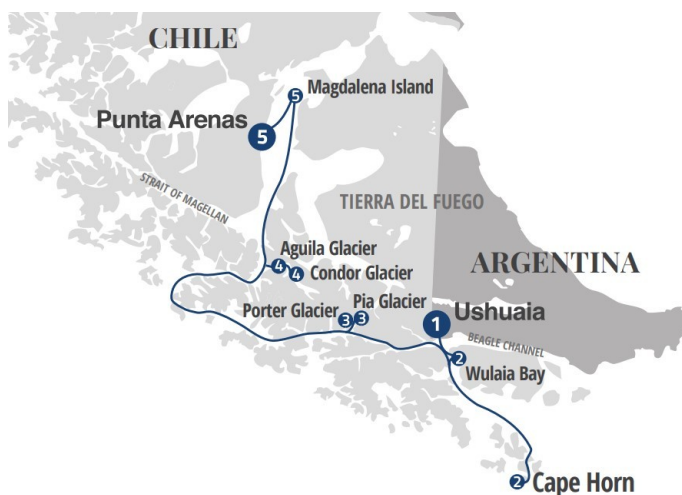 CHILE
5 Magdalena Island
Punta Arenas
5
STRAIT OF MAGELLAN
TIERRA DEL FUEGO
Aguila Glacier
4
4 Condor Glacier
ARGENTINA
Pia Glacier
Porter Glacier 3 3
1 Ushuaia
BEAGLE CHANNEL
2
Wulaia Bay
2 Cape Horn